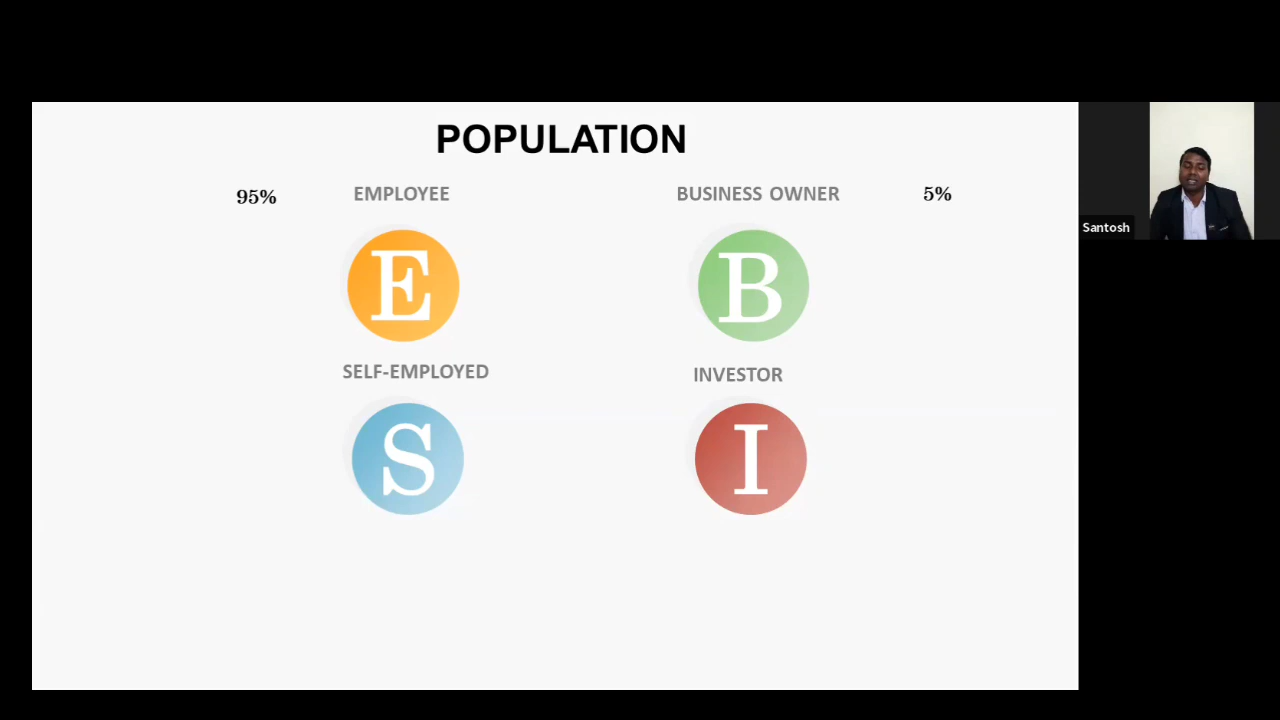 POPULATION
95%
EMPLOYEE
BUSINESS OWNER
5%
E
B
SELF-EMPLOYED
INVESTOR
S
I
Santosh